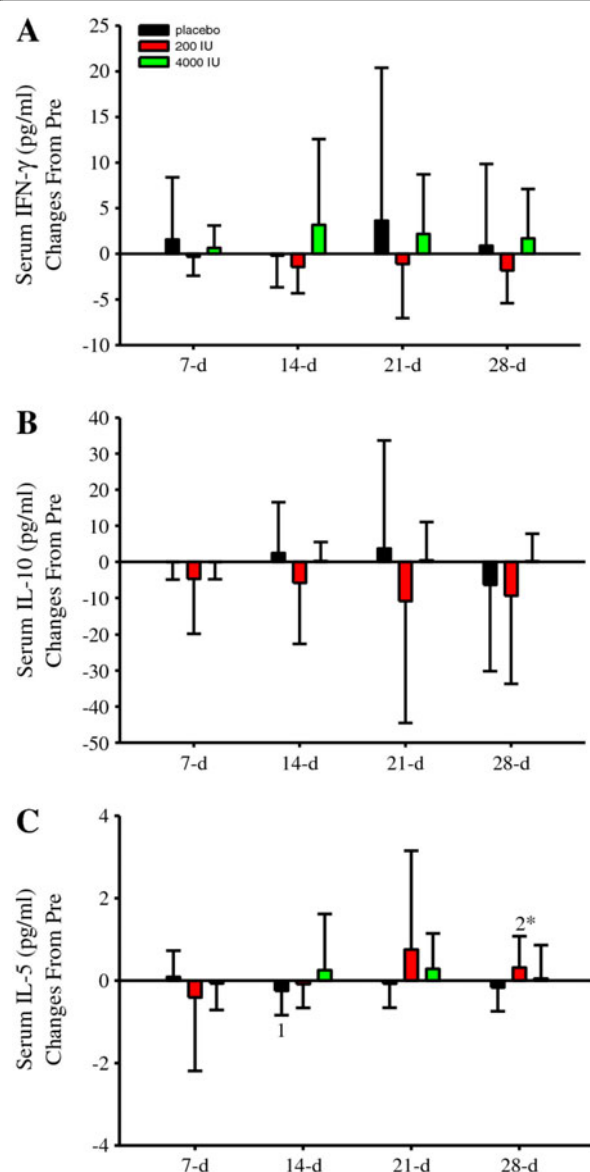 A
placebo
200 IU
4000 IU
Serum IFN-γ (pg/ml)
Changes From Pre
25
20
15
10
5
0
-5
-10
7-d 14-d 21-d 28-d
B
Serum IL-10 (pg/ml)
Changes From Pre
40
30
20
10
0
-10
-20
-30
-40
-50
7-d 14-d 21-d 28-d
C
Serum IL-5 (pg/ml)
Changes From Pre
4
2
0
-2
-4
2*
1
7-d 14-d 21-d 28-d